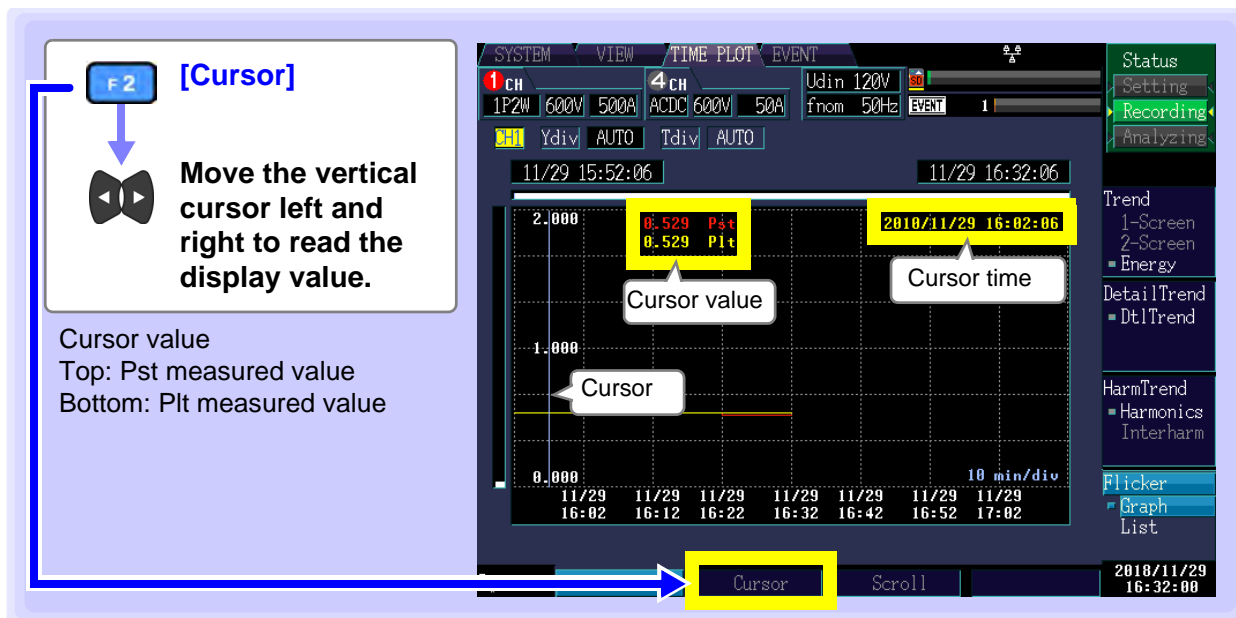 F 2
[Cursor]
Move the vertical
cursor left and
right to read the
display value.
Cursor value
Top: Pst measured value
Bottom: Plt measured value
SYSTEM VIEW TIME PLOT EVENT
1 CH 4 CH Udin 120V SD
1P2W 600V 500A ACDC 600V 50A fnom 50Hz EVENT 1
CH1 Ydiv AUTO Tdiv AUTO
11/29 15:52:06 11/29 16:32:06
2.000 0.529 Pst 2018/11/29 16:02:06
0.529 Plt
Cursor value
Cursor time
1.000
Cursor
0.000 10 min/div
11/29 11/29 11/29 11/29 11/29 11/29 11/29
16:02 16:12 16:22 16:32 16:42 16:52 17:02
Cursor Scroll
Status
Setting
Recording
Analyzing
Trend
1-Screen
2-Screen
Energy
DetailTrend
DtlTrend
HarmTrend
Harmonics
Interharm
Flicker
Graph
List
2018/11/29
16:32:00